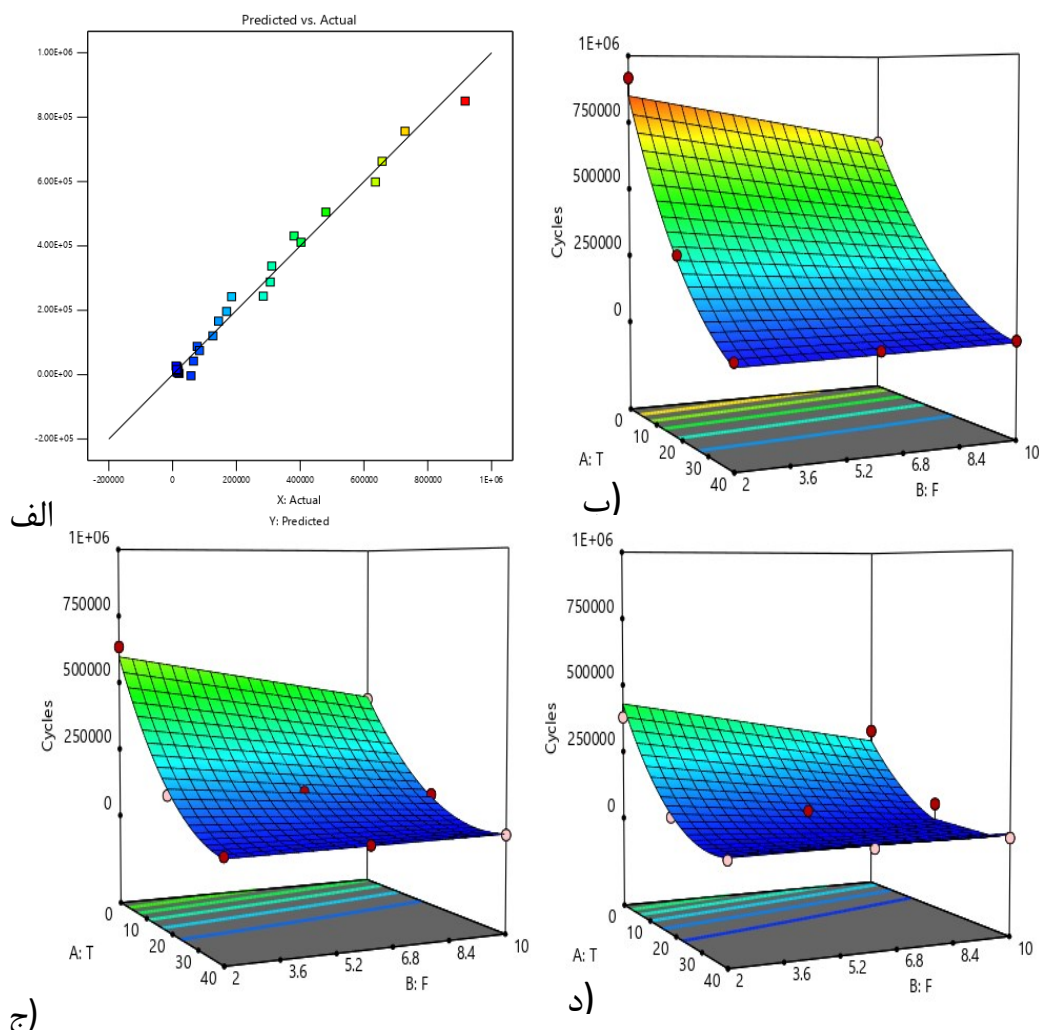 Predicted vs. Actual
1.00E+06
8.00E+05
6.00E+05
4.00E+05
2.00E+05
0.00E+00
-2.00E+05
-200000 0 200000 400000 600000 800000 1E+06
X: Actual
Y: Predicted
الف
1E+06
750000
500000
250000
0
Cycles
0 10 20 30 40
A: T
2 3.6 5.2 6.8 8.4 10
B: F
ب)
1E+06
750000
500000
250000
0
Cycles
0 10 20 30 40
A: T
2 3.6 5.2 6.8 8.4 10
B: F
ج)
1E+06
750000
500000
250000
0
Cycles
0 10 20 30 40
A: T
2 3.6 5.2 6.8 8.4 10
B: F
د)